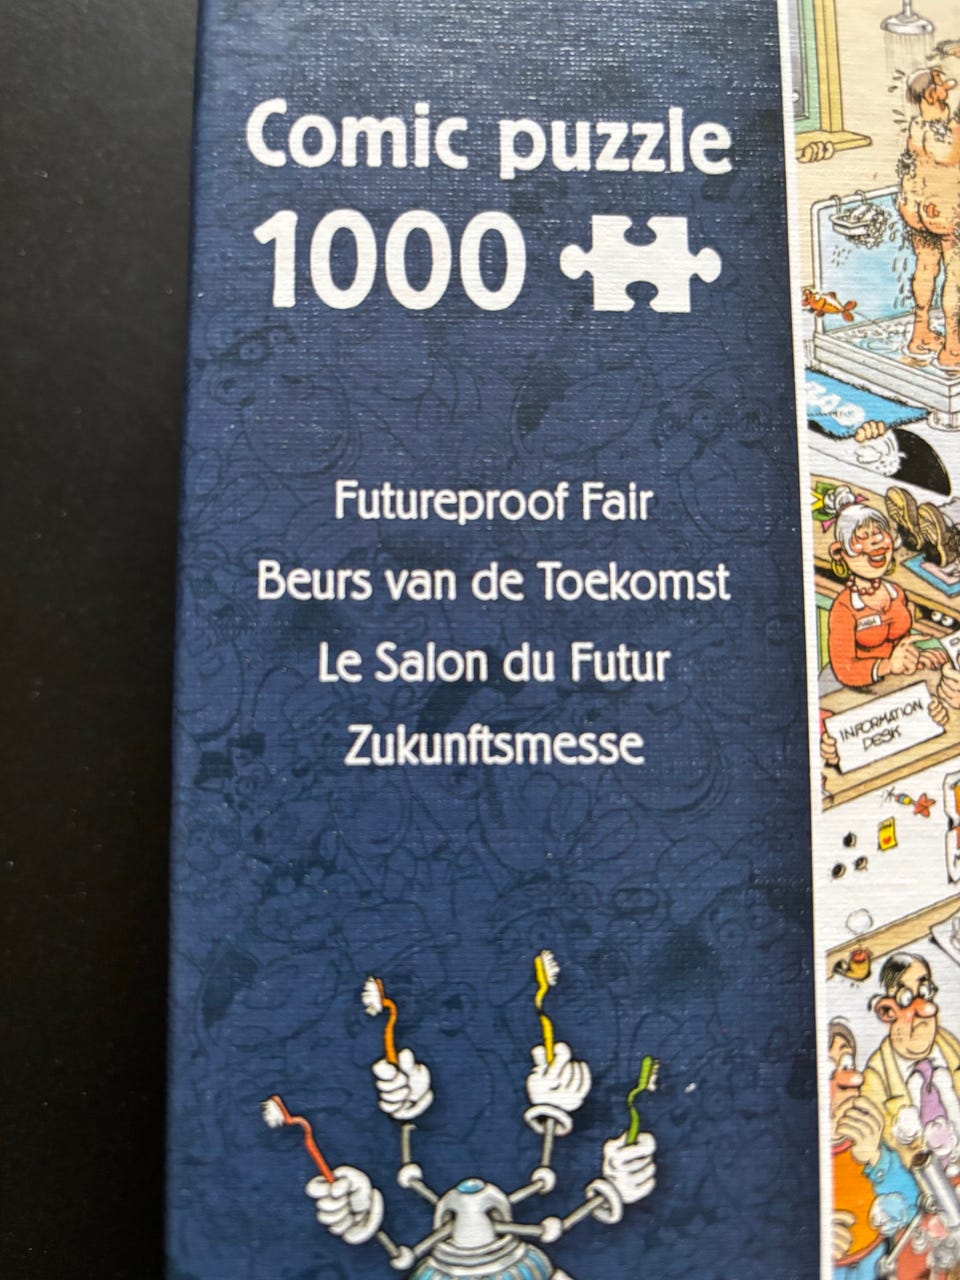 Comic puzzle
1000
Futureproof Fair
Beurs van de Toekomst
Le Salon du Futur
Zukunftsmesse
INFORMATION
DESK